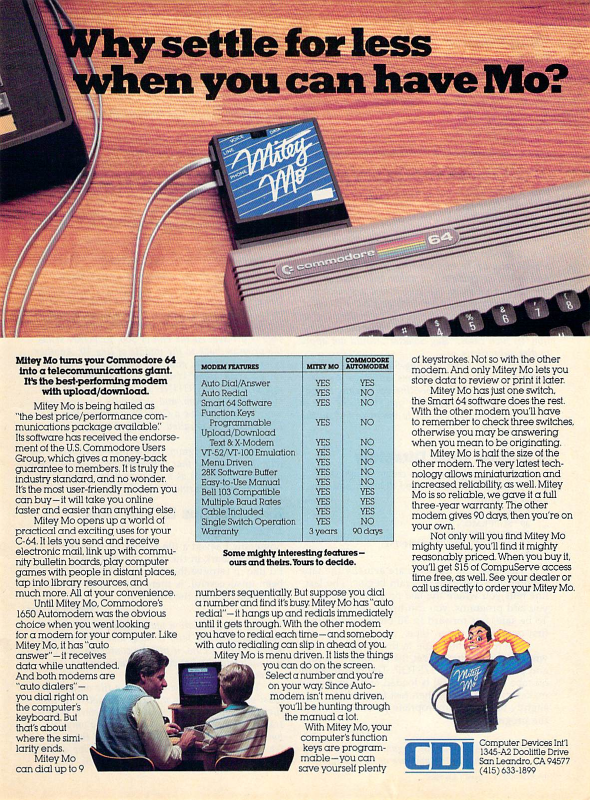 Why settle for less
when you can have Mo?
VOICE
DATA
LINE
PHONE
Mitey
Mo
commodore 64
4
$
%
5
&
6
'
7
(
8
Mitey Mo turns your Commodore 64
into a telecommunications giant.
It's the best-performing modem
with upload/download.
Mitey Mo is being hailed as
"the best price/performance com-
munications package available."
Its software has received the endorse-
ment of the U.S. Commodore Users
Group, which gives a money-back
guarantee to members. It is truly the
industry standard, and no wonder.
It's the most user-friendly modem you
can buy—it will take you online
faster and easier than anything else.
Mitey Mo opens up a world of
practical and exciting uses for your
C-64. It lets you send and receive
electronic mail, link up with commu-
nity bulletin boards, play computer
games with people in distant places,
tap into library resources, and
much more. All at your convenience.
Until Mitey Mo, Commodore's
1650 Automodem was the obvious
choice when you went looking
for a modem for your computer. Like
Mitey Mo, it has "auto
answer"—it receives
data while unattended.
And both modems are
"auto dialers"—
you dial right on
the computer's
keyboard. But
that's about
where the simi-
larity ends.
Mitey Mo
can dial up to 9
MODEM FEATURES MITEY MO COMMODORE AUTOMODEM
Auto Dial/Answer YES YES
Auto Redial YES NO
Smart 64 Software YES NO
Function Keys
Programmable YES NO
Upload/Download
Text & X-Modem YES NO
VT-52/VT-100 Emulation YES NO
Menu Driven YES NO
28K Software Buffer YES NO
Easy-to-Use Manual YES NO
Bell 103 Compatible YES YES
Multiple Baud Rates YES YES
Cable Included YES YES
Single Switch Operation YES NO
Warranty 3 years 90 days
Some mighty interesting features—
ours and theirs. Yours to decide.
numbers sequentially. But suppose you dial
a number and find it's busy. Mitey Mo has "auto
redial"—it hangs up and redials immediately
until it gets through. With the other modem
you have to redial each time—and somebody
with auto redialing can slip in ahead of you.
Mitey Mo is menu driven. It lists the things
you can do on the screen.
Select a number and you're
on your way. Since Auto-
modem isn't menu driven,
you'll be hunting through
the manual a lot.
With Mitey Mo, your
computer's function
keys are program-
mable—you can
save yourself plenty
of keystrokes. Not so with the other
modem. And only Mitey Mo lets you
store data to review or print it later.
Mitey Mo has just one switch,
the Smart 64 software does the rest.
With the other modem you'll have
to remember to check three switches,
otherwise you may be answering
when you mean to be originating.
Mitey Mo is half the size of the
other modem. The very latest tech-
nology allows miniaturization and
increased reliability, as well. Mitey
Mo is so reliable, we gave it a full
three-year warranty. The other
modem gives 90 days, then you're on
your own.
Not only will you find Mitey Mo
mighty useful, you'll find it mighty
reasonably priced. When you buy it,
you'll get $15 of CompuServe access
time free, as well. See your dealer or
call us directly to order your Mitey Mo.
Mitey
Mo
CDI
Computer Devices Int'l
1345-A2 Doolittle Drive
San Leandro, CA 94577
(415) 633-1899